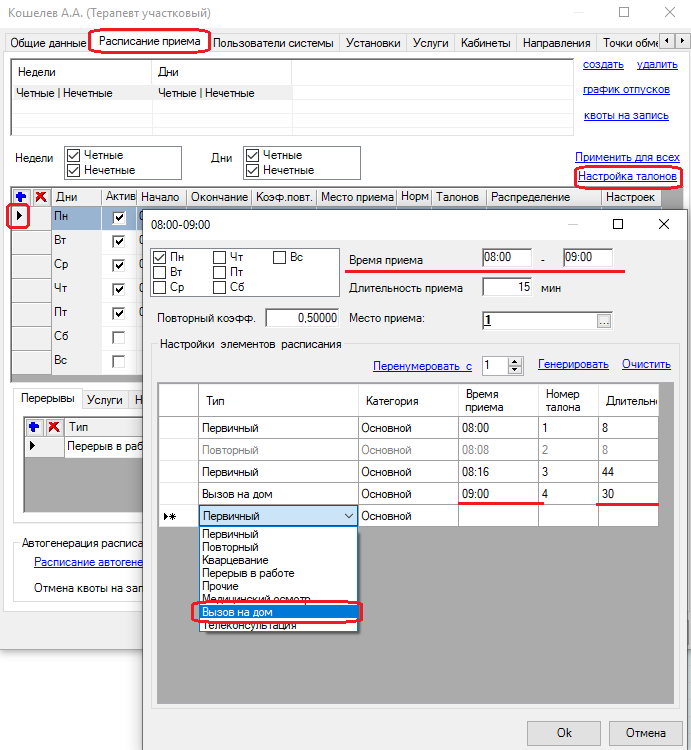 Кошелев А.А. (Терапевт участковый)
Общие данные Расписание приема Пользователи системы Установки Услуги Кабинеты Направления Точки обме
Недели Дни
Четные | Нечетные Четные | Нечетные
создать удалить
график отпусков
квоты на запись
Недели Четные Дни Четные
Нечетные Нечетные
Применить для всех
Настройка талонов
Дни Актив Начало Окончание Коэф.повт. Место приема Норм Талонов Распределение Настроек
Пн
Вт
Ср
Чт
Пт
Сб
Вс
Перерывы Услуги Н
Тип
Перерыв в раб
Автогенерация расписа
Расписание автогене
Отмена квоты на зап
08:00-09:00
Пн Чт Вс
Вт Пт
Ср Сб
Время приема 08:00 - 09:00
Длительность приема 15 мин
Повторный коэфф. 0,50000 Место приема: 1 ...
Настройки элементов расписания
Перенумеровать с 1 Генерировать Очистить
Тип Категория Время приема Номер талона Длительн
Первичный Основной 08:00 1 8
Повторный Основной 08:08 2 8
Первичный Основной 08:16 3 44
Вызов на дом Основной 09:00 4 30
Первичный Основной
Первичный
Повторный
Кварцевание
Перерыв в работе
Прочие
Медицинский осмотр
Вызов на дом
Телеконсультация
Ok Отмена